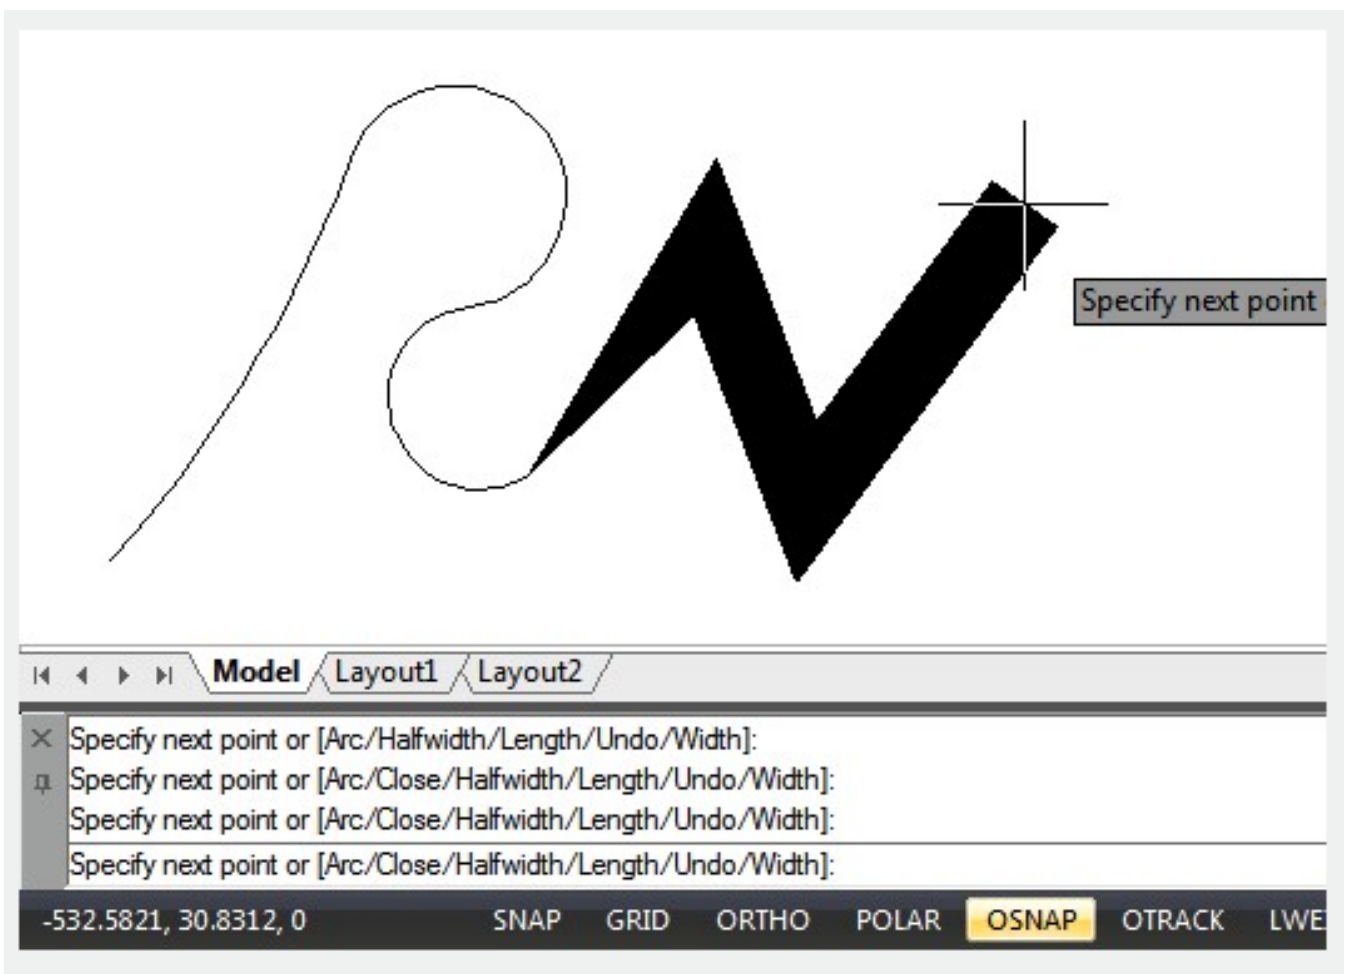 Specify next point
Model Layout1 Layout2
Specify next point or [Arc/Halfwidth/Length/Undo/Width]:
Specify next point or [Arc/Close/Halfwidth/Length/Undo/Width]:
Specify next point or [Arc/Close/Halfwidth/Length/Undo/Width]:
Specify next point or [Arc/Close/Halfwidth/Length/Undo/Width]:
-532.5821, 30.8312, 0 SNAP GRID ORTHO POLAR OSNAP OTRACK